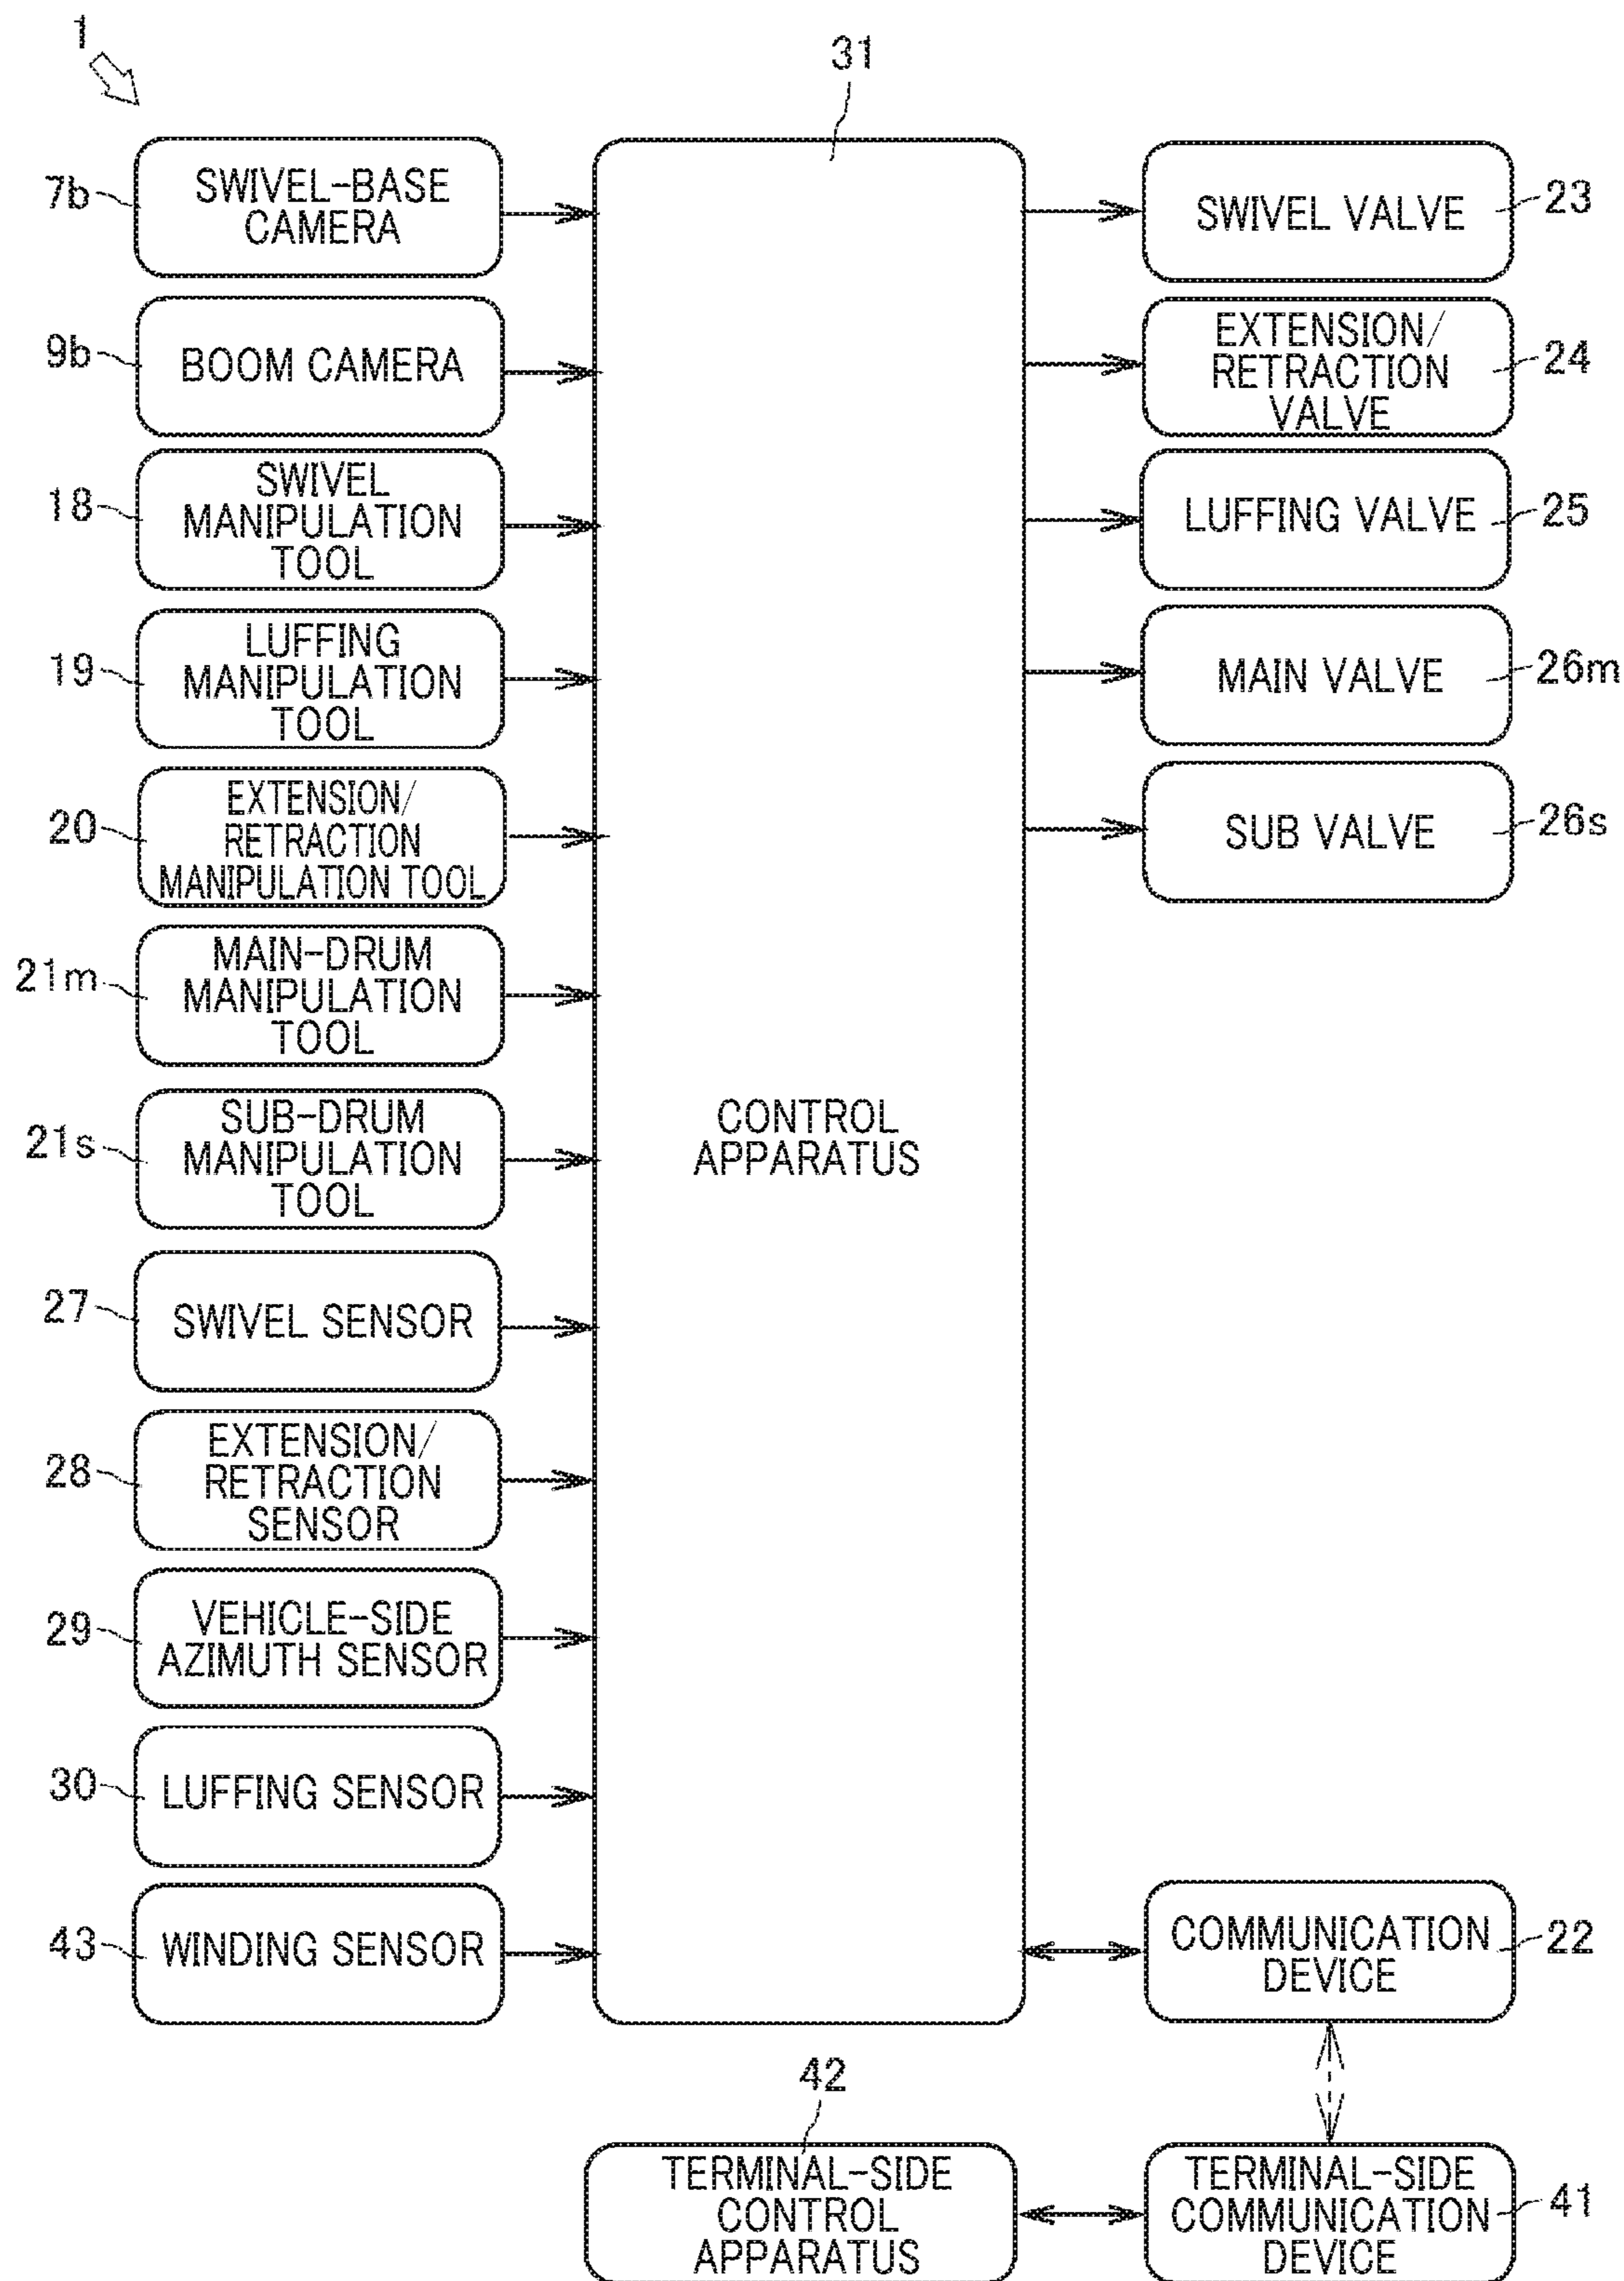 1
31
7b
SWIVEL-BASE
CAMERA
9b
BOOM CAMERA
18
SWIVEL
MANIPULATION
TOOL
19
LUFFING
MANIPULATION
TOOL
20
EXTENSION/
RETRACTION
MANIPULATION TOOL
21m
MAIN-DRUM
MANIPULATION
TOOL
21s
SUB-DRUM
MANIPULATION
TOOL
27
SWIVEL SENSOR
28
EXTENSION/
RETRACTION
SENSOR
29
VEHICLE-SIDE
AZIMUTH SENSOR
30
LUFFING SENSOR
43
WINDING SENSOR
CONTROL
APPARATUS
SWIVEL VALVE
23
EXTENSION/
RETRACTION
VALVE
24
LUFFING VALVE
25
MAIN VALVE
26m
SUB VALVE
26s
COMMUNICATION
DEVICE
22
42
TERMINAL-SIDE
CONTROL
APPARATUS
TERMINAL-SIDE
COMMUNICATION
DEVICE
41